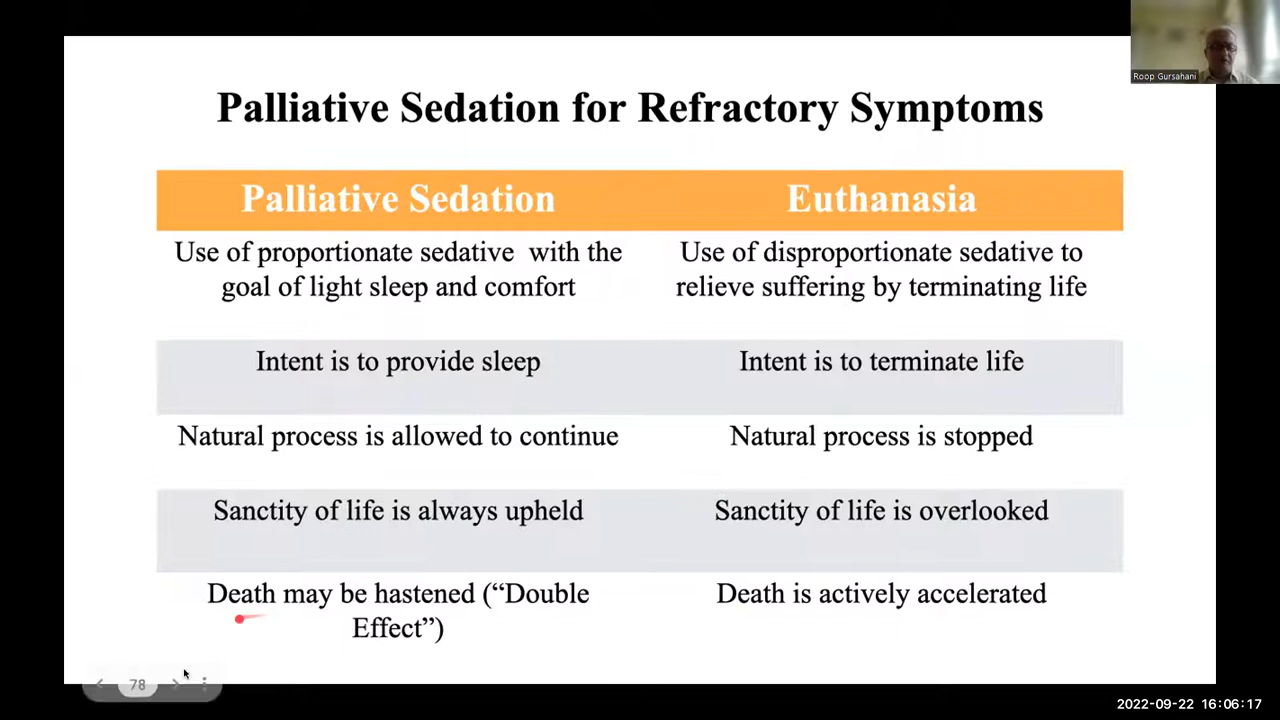 Roop Gursahani
Palliative Sedation for Refractory Symptoms
Palliative Sedation
Euthanasia
Use of proportionate sedative with the
goal of light sleep and comfort
Use of disproportionate sedative to
relieve suffering by terminating life
Intent is to provide sleep
Intent is to terminate life
Natural process is allowed to continue
Natural process is stopped
Sanctity of life is always upheld
Sanctity of life is overlooked
Death may be hastened (“Double
Effect”)
Death is actively accelerated
78
2022-09-22 16:06:17